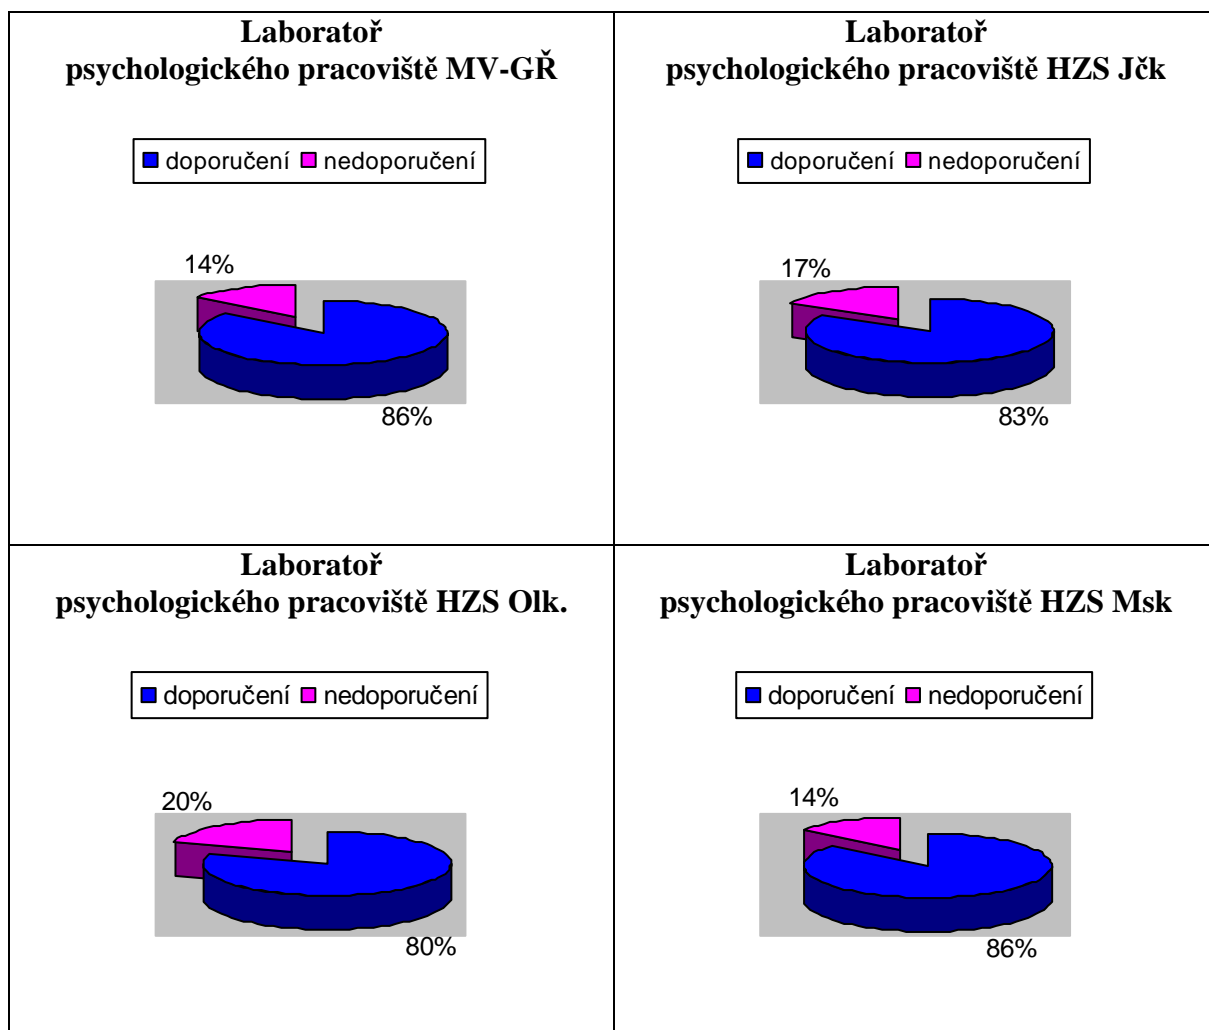 Laboratoř
psychologického pracoviště MV-GŘ
doporučení nedoporučení
14%
86%
Laboratoř
psychologického pracoviště HZS Jčk
doporučení nedoporučení
17%
83%
Laboratoř
psychologického pracoviště HZS Olk.
doporučení nedoporučení
20%
80%
Laboratoř
psychologického pracoviště HZS Msk
doporučení nedoporučení
14%
86%